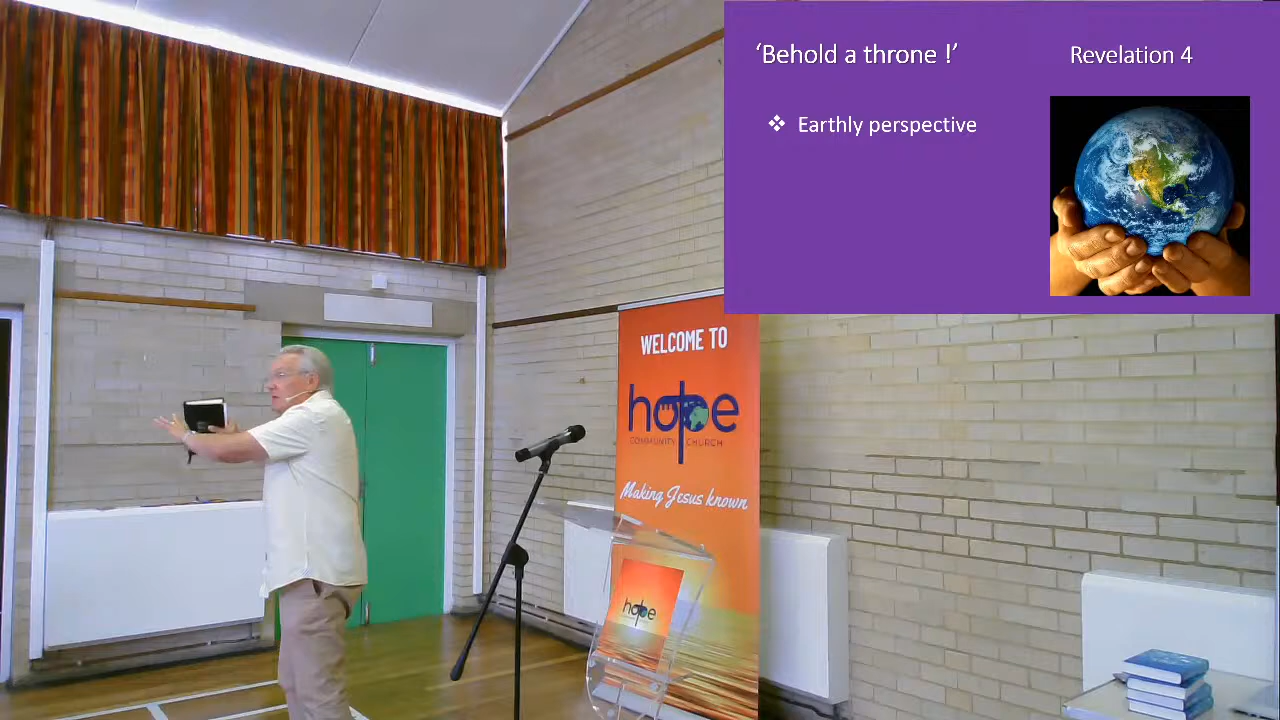 ‘Behold a throne !’ Revelation 4
❖ Earthly perspective
WELCOME TO
hope
COMMUNITY CHURCH
Making Jesus known
hope